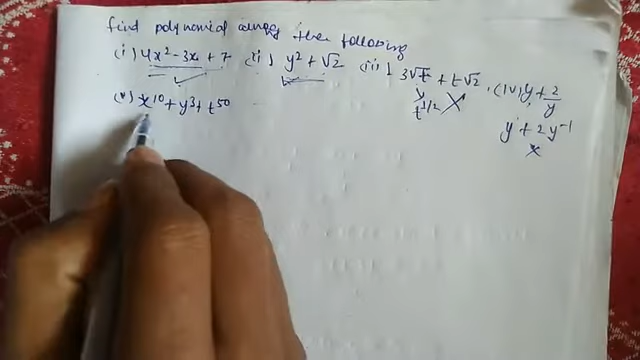 find polynomial among the following
(i) 4x² - 3x + 7 (ii) y² + √2 (iii) 3√t + t√2 , (iv) y + 2/y
t^1/2 ×
y + 2y⁻¹
×
(v) x¹⁰ + y³ + t⁵⁰